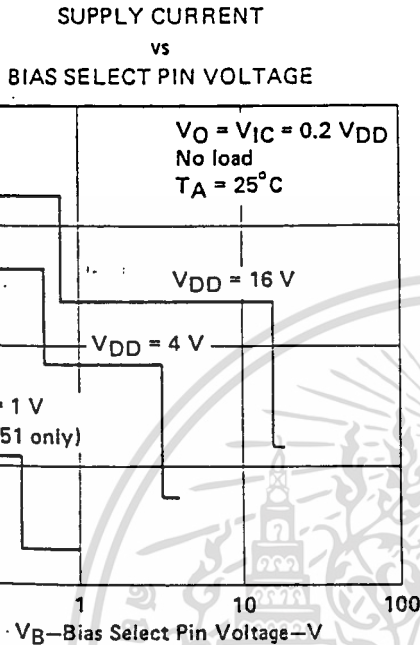 SUPPLY CURRENT
vs
BIAS SELECT PIN VOLTAGE
VO = VIC = 0.2 VDD
No load
TA = 25°C
VDD = 16 V
VDD = 4 V
= 1 V
51 only)
1 10 100
VB–Bias Select Pin Voltage–V